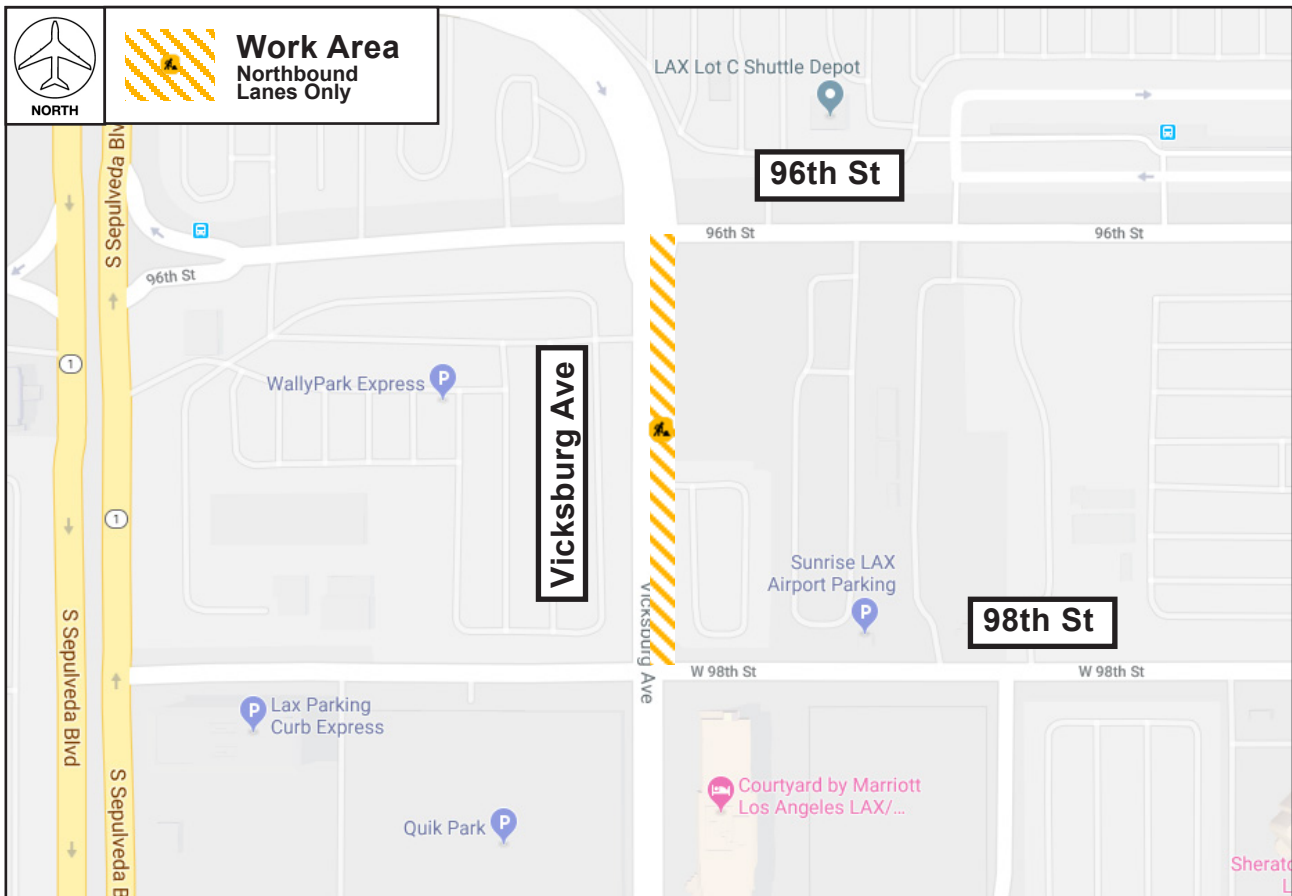 NORTH
Work Area
Northbound
Lanes Only
LAX Lot C Shuttle Depot
96th St
96th St
96th St
96th St
S Sepulveda Blv
1
WallyPark Express
P
Vicksburg Ave
1
Sunrise LAX
Airport Parking
P
98th St
Vicksburg Ave
W 98th St
W 98th St
S Sepulveda Blvd
P
Lax Parking
Curb Express
S Sepulveda B
Courtyard by Marriott
Los Angeles LAX/...
Quik Park
P
Sherato
L